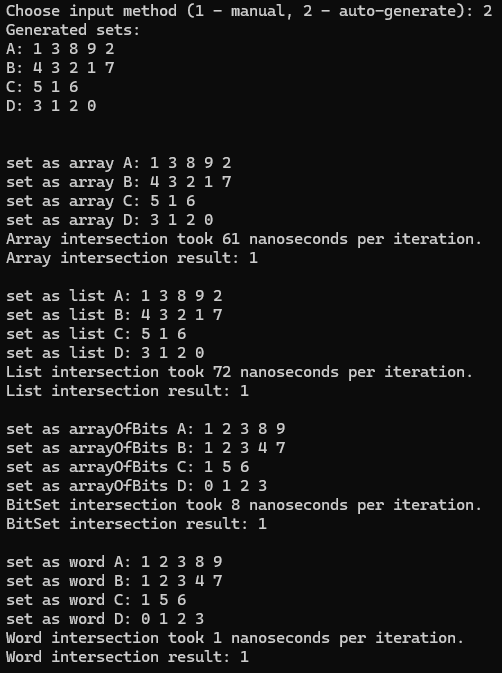 Choose input method (1 - manual, 2 - auto-generate): 2
Generated sets:
A: 1 3 8 9 2
B: 4 3 2 1 7
C: 5 1 6
D: 3 1 2 0
set as array A: 1 3 8 9 2
set as array B: 4 3 2 1 7
set as array C: 5 1 6
set as array D: 3 1 2 0
Array intersection took 61 nanoseconds per iteration.
Array intersection result: 1
set as list A: 1 3 8 9 2
set as list B: 4 3 2 1 7
set as list C: 5 1 6
set as list D: 3 1 2 0
List intersection took 72 nanoseconds per iteration.
List intersection result: 1
set as arrayOfBits A: 1 2 3 8 9
set as arrayOfBits B: 1 2 3 4 7
set as arrayOfBits C: 1 5 6
set as arrayOfBits D: 0 1 2 3
BitSet intersection took 8 nanoseconds per iteration.
BitSet intersection result: 1
set as word A: 1 2 3 8 9
set as word B: 1 2 3 4 7
set as word C: 1 5 6
set as word D: 0 1 2 3
Word intersection took 1 nanoseconds per iteration.
Word intersection result: 1